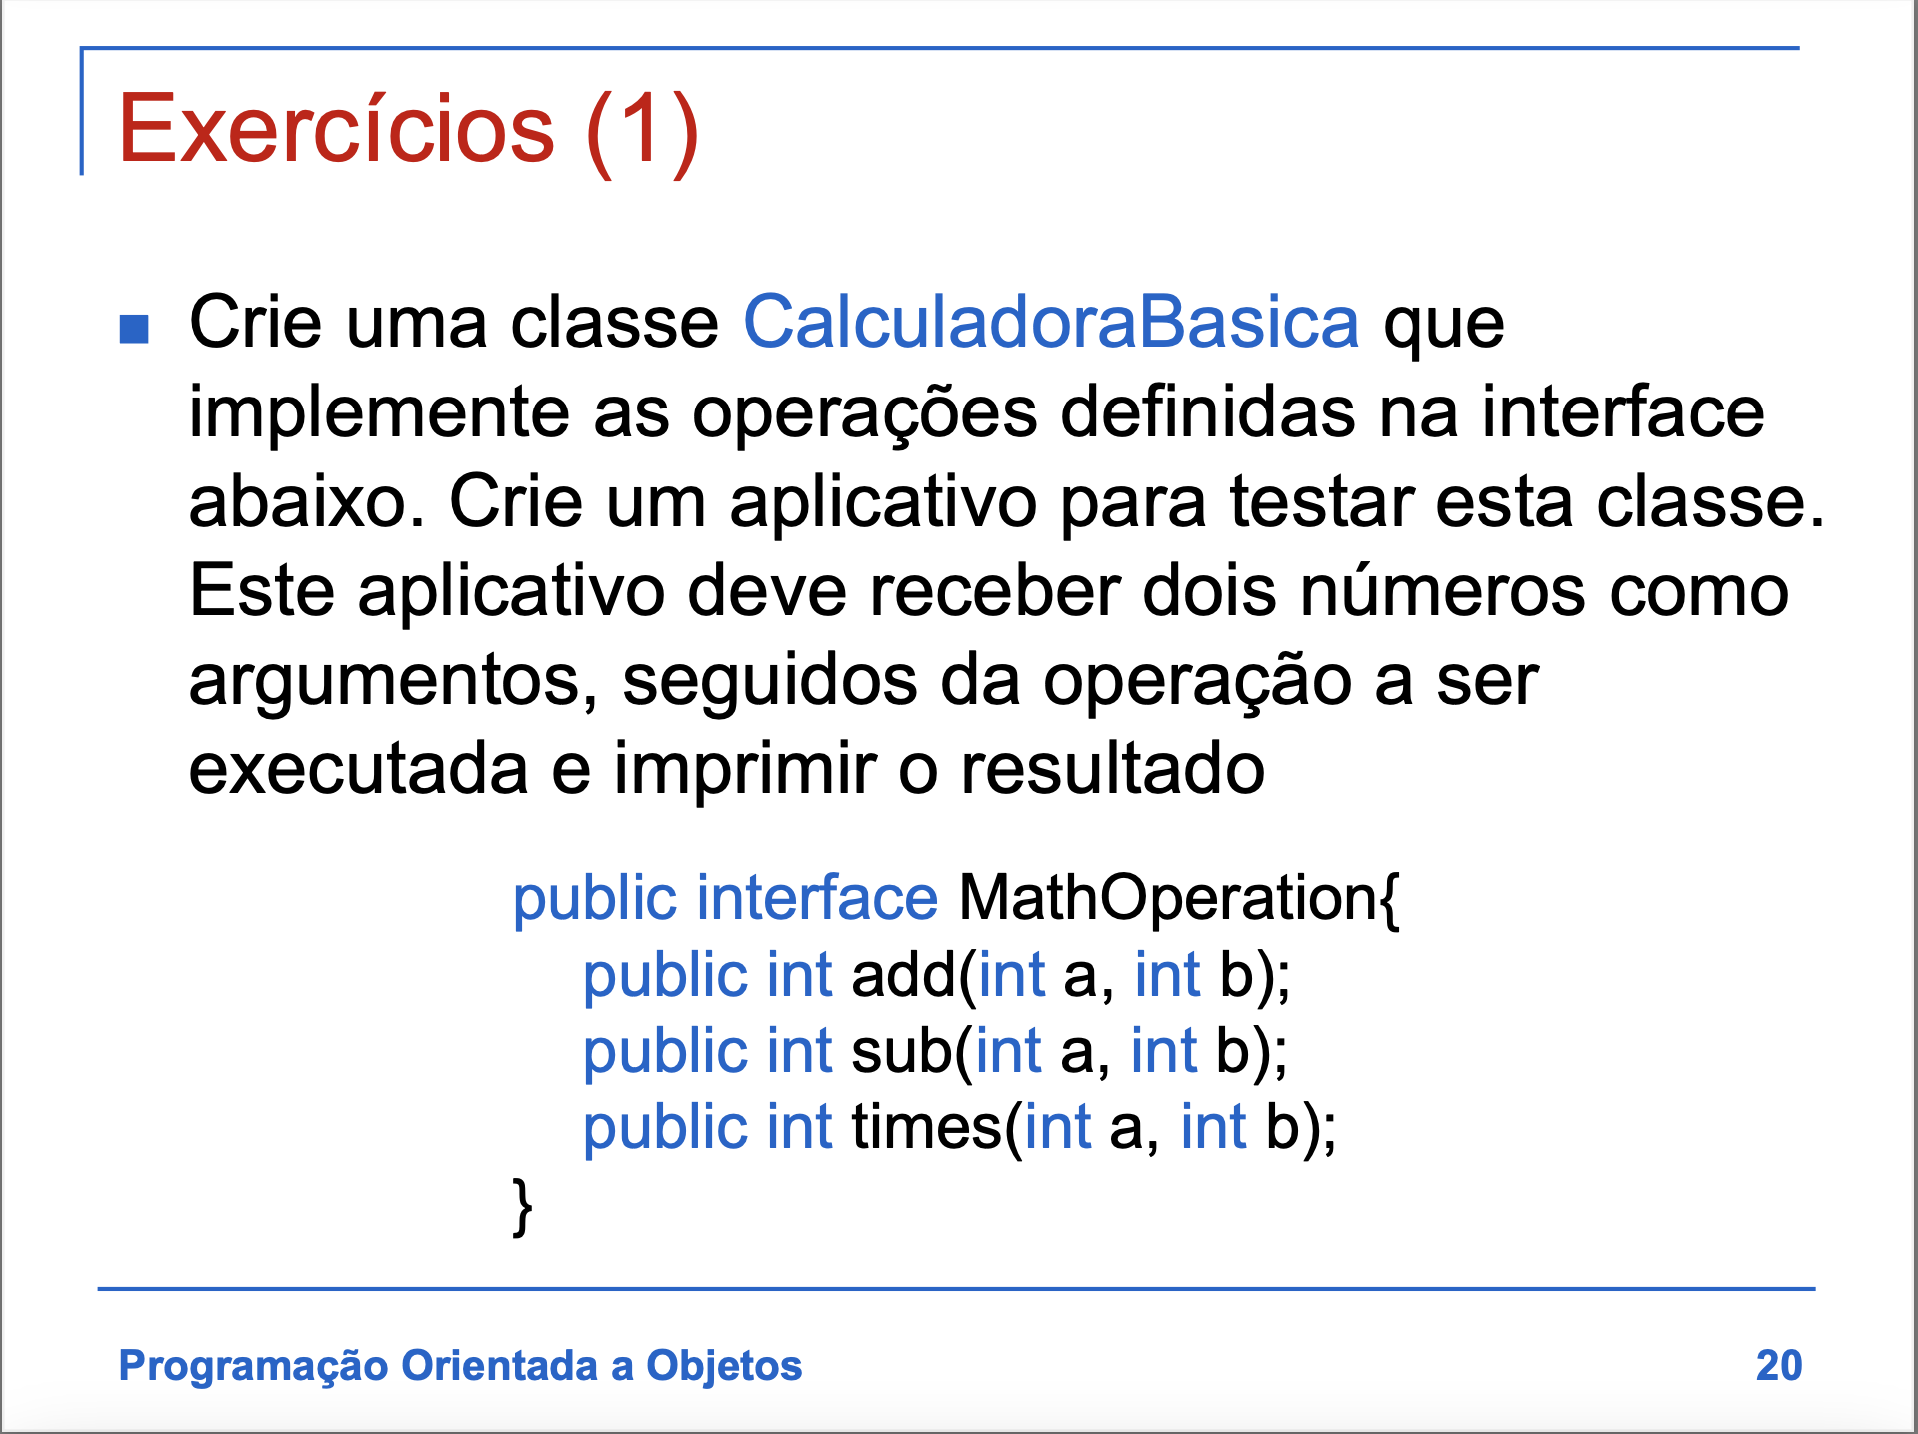 Exercícios (1)
Crie uma classe CalculadoraBasica que
implemente as operações definidas na interface
abaixo. Crie um aplicativo para testar esta classe.
Este aplicativo deve receber dois números como
argumentos, seguidos da operação a ser
executada e imprimir o resultado
public interface MathOperation{
public int add(int a, int b);
public int sub(int a, int b);
public int times(int a, int b);
}
Programação Orientada a Objetos
20